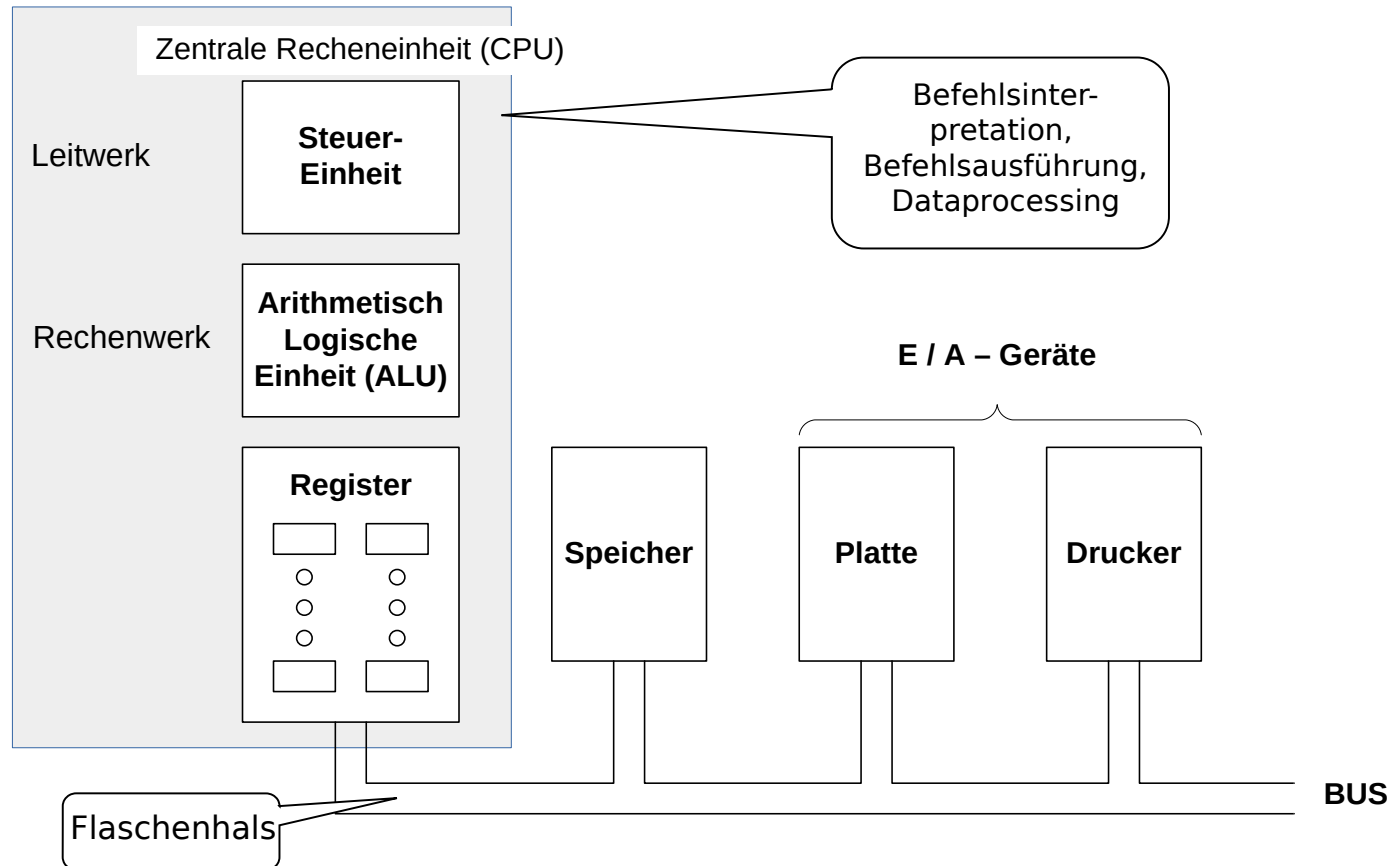 Zentrale Recheneinheit (CPU)
Leitwerk
Steuer-
Einheit
Befehlsinter-
pretation,
Befehlsausführung,
Dataprocessing
Rechenwerk
Arithmetisch
Logische
Einheit (ALU)
E / A – Geräte
Register
Speicher
Platte
Drucker
BUS
Flaschenhals